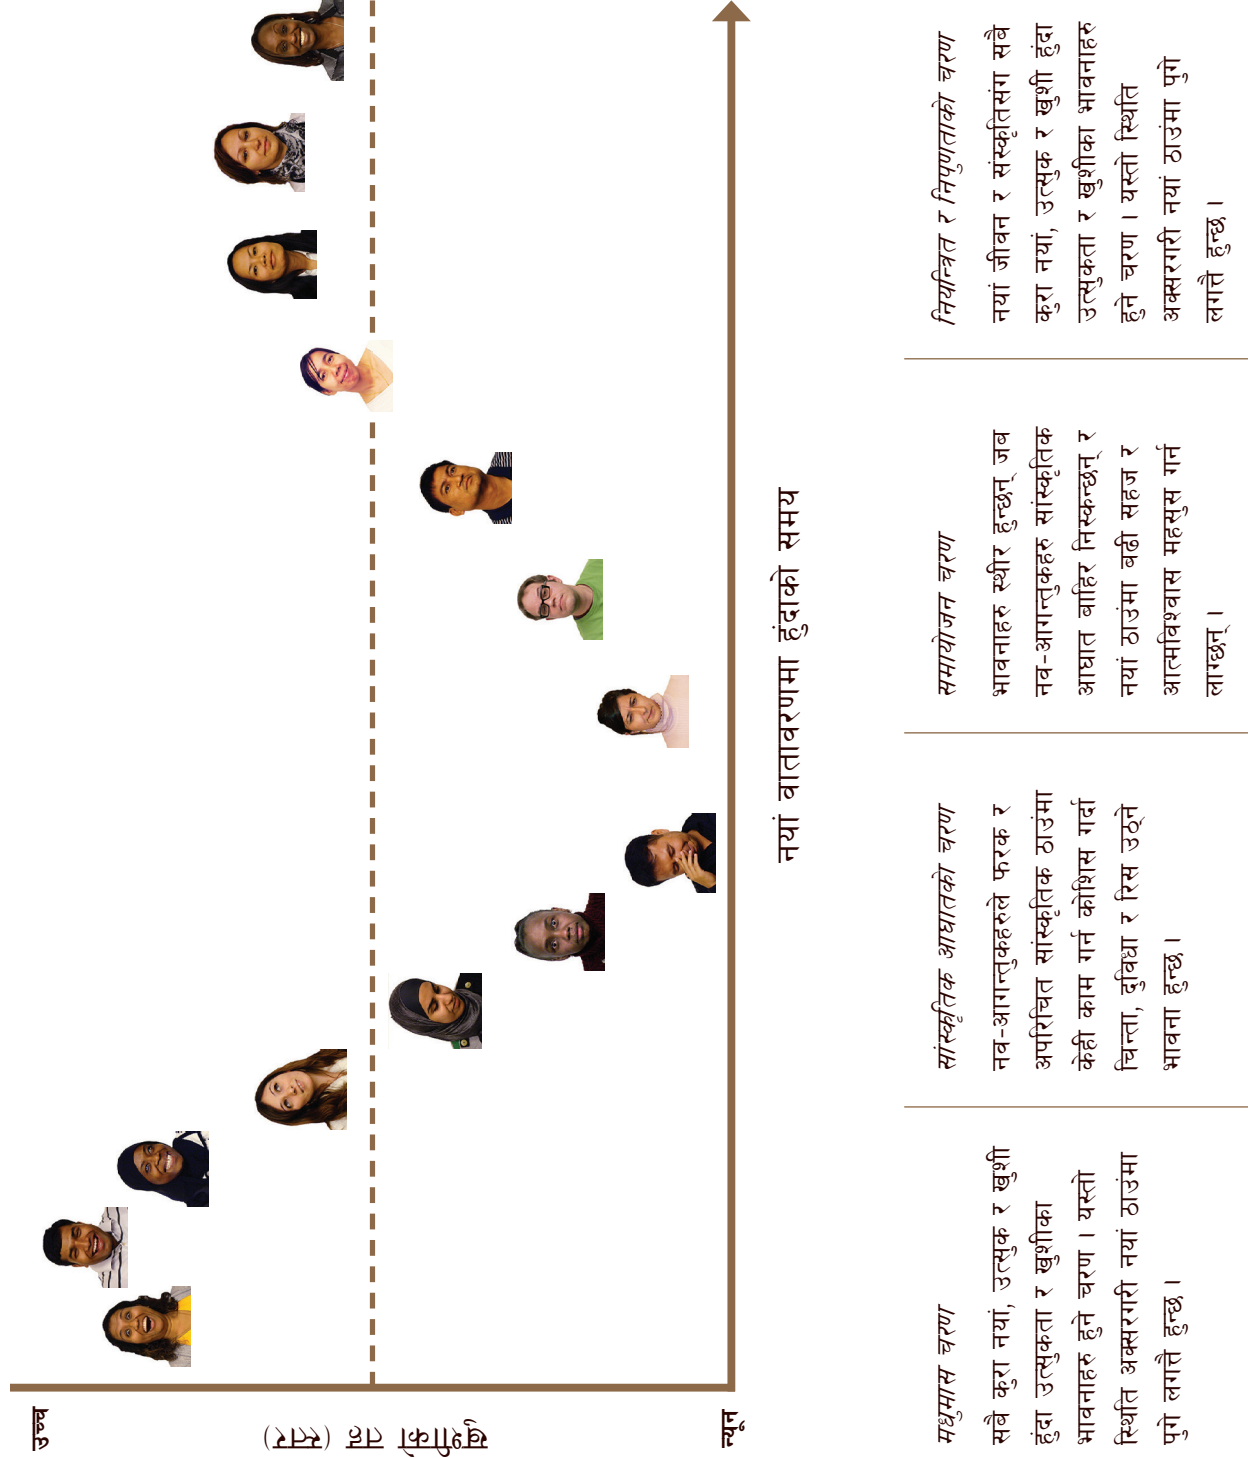 उच्च
खुशीको तह (स्तर)
न्यून
नयां वातावरणमा हुंदाको समय
मधुमास चरण
सबै कुरा नयां, उत्सुक र खुशी
हुंदा उत्सुकता र खुशीका
भावनाहरु हुने चरण । यस्तो
स्थिति अक्सरगरी नयां ठाउंमा
पुगे लगत्तै हुन्छ ।
सांस्कृतिक आघातको चरण
नव-आगन्तुकहरुले फरक र
अपरिचित सांस्कृतिक ठाउंमा
केही काम गर्न कोशिस गर्दा
चिन्ता, दुविधा र रिस उठ्ने
भावना हुन्छ ।
समायोजन चरण
भावनाहरु स्थीर हुन्छन् जब
नव-आगन्तुकहरु सांस्कृतिक
आघात बाहिर निस्कन्छन् र
नयां ठाउंमा बढी सहज र
आत्मविश्वास महसुस गर्न
लाग्छन् ।
नियन्त्रित र निपुणताको चरण
नयां जीवन र संस्कृतिसंग सबै
कुरा नयां, उत्सुक र खुशी हुंदा
उत्सुकता र खुशीका भावनाहरु
हुने चरण । यस्तो स्थिति
अक्सरगरी नयां ठाउंमा पुगे
लगत्तै हुन्छ ।